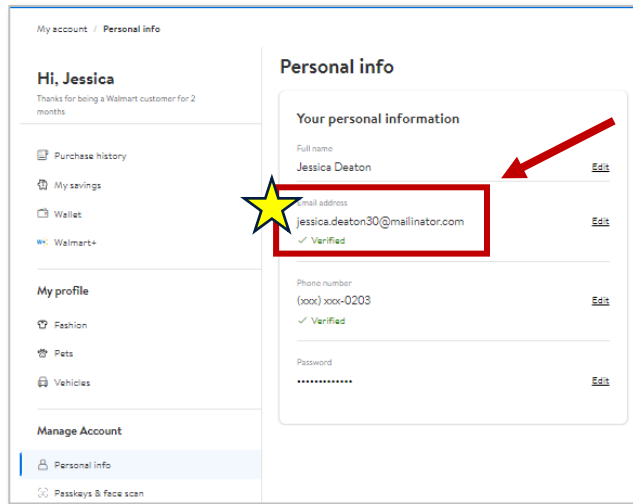 My account / Personal info
Hi, Jessica
Thanks for being a Walmart customer for 2
months
Purchase history
My savings
Wallet
W+ Walmart+
My profile
Fashion
Pets
Vehicles
Manage Account
Personal info
Passkeys & face scan
Personal info
Your personal information
Full name
Jessica Deaton Edit
Email address
jessica.deaton30@mailinator.com Edit
✓ Verified
Phone number
(xxx) xxx-0203 Edit
✓ Verified
Password
••••••••••••• Edit